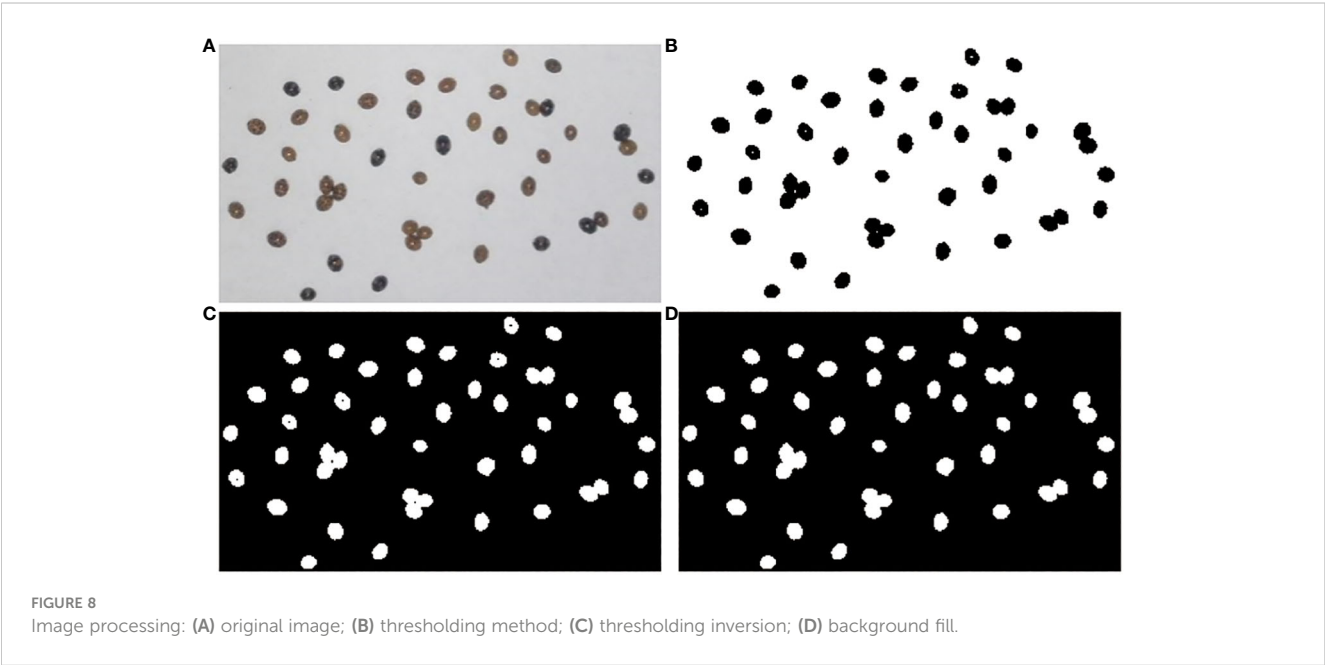 A
B
C
D
FIGURE 8
Image processing: (A) original image; (B) thresholding method; (C) thresholding inversion; (D) background fill.